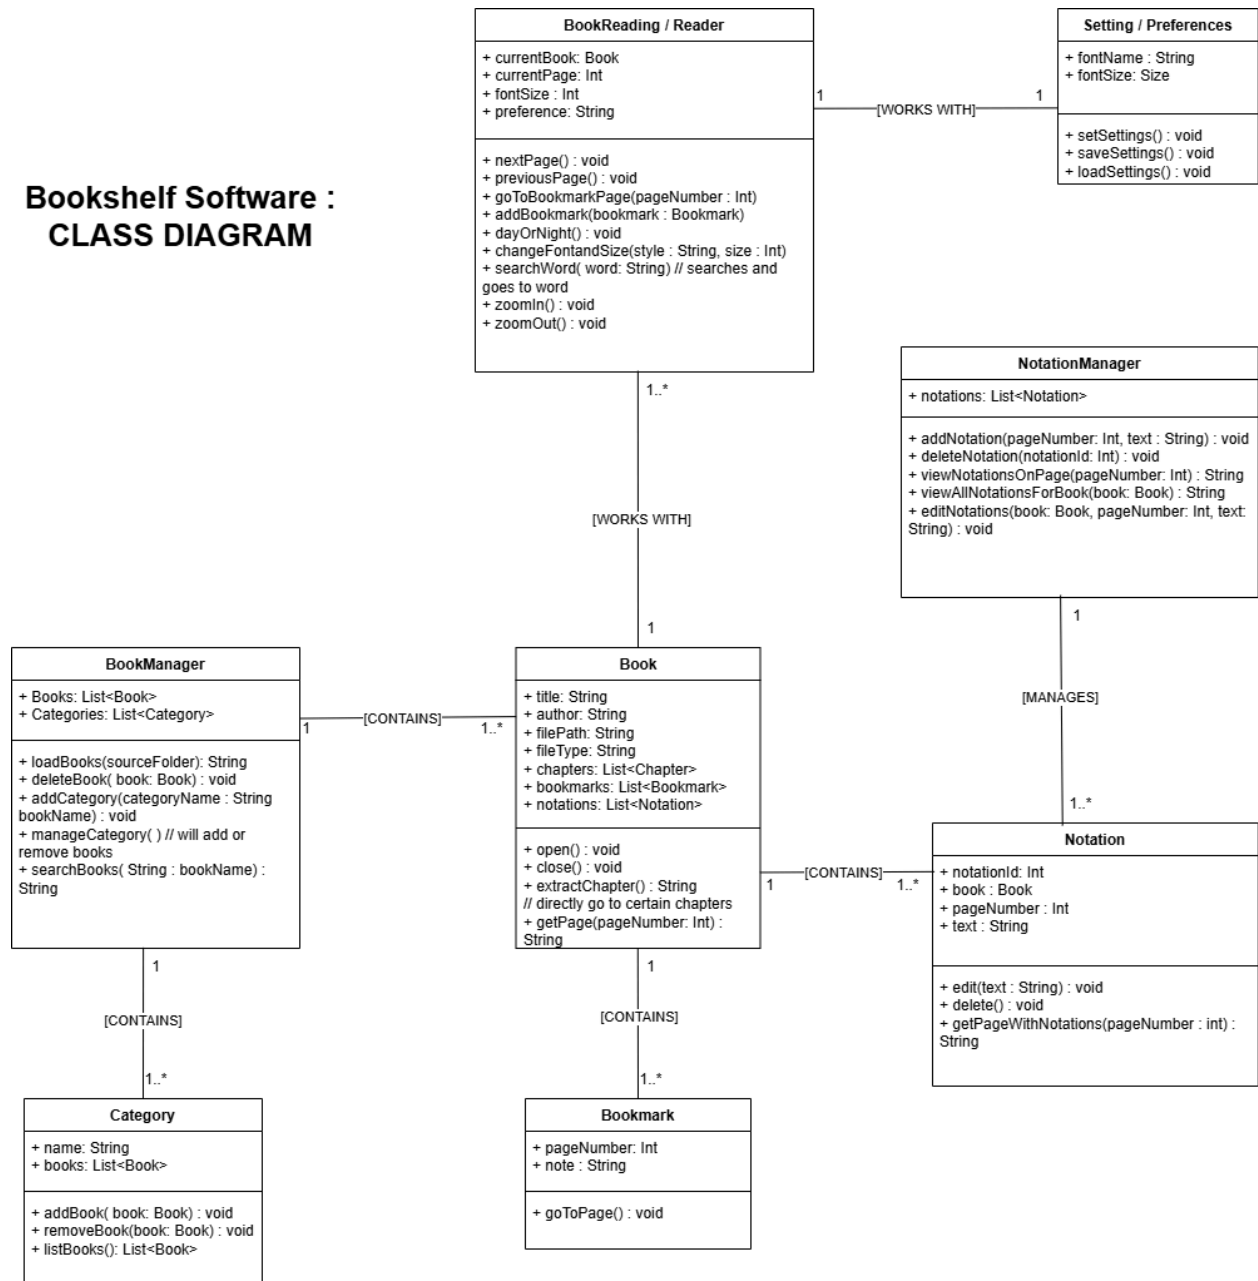 Bookshelf Software :
CLASS DIAGRAM
BookReading / Reader
+ currentBook: Book
+ currentPage: Int
+ fontSize : Int
+ preference: String
+ nextPage() : void
+ previousPage() : void
+ goToBookmarkPage(pageNumber : Int)
+ addBookmark(bookmark : Bookmark)
+ dayOrNight() : void
+ changeFontandSize(style : String, size : Int)
+ searchWord( word: String) // searches and
goes to word
+ zoomIn() : void
+ zoomOut() : void
1
[WORKS WITH]
1
Setting / Preferences
+ fontName : String
+ fontSize: Size
+ setSettings() : void
+ saveSettings() : void
+ loadSettings() : void
1..*
[WORKS WITH]
1
NotationManager
+ notations: List<Notation>
+ addNotation(pageNumber: Int, text : String) : void
+ deleteNotation(notationId: Int) : void
+ viewNotationsOnPage(pageNumber: Int) : String
+ viewAllNotationsForBook(book: Book) : String
+ editNotations(book: Book, pageNumber: Int, text:
String) : void
1
[MANAGES]
1..*
BookManager
+ Books: List<Book>
+ Categories: List<Category>
+ loadBooks(sourceFolder): String
+ deleteBook( book: Book) : void
+ addCategory(categoryName : String
bookName) : void
+ manageCategory( ) // will add or
remove books
+ searchBooks( String : bookName) :
String
1
[CONTAINS]
1..*
Book
+ title: String
+ author: String
+ filePath: String
+ fileType: String
+ chapters: List<Chapter>
+ bookmarks: List<Bookmark>
+ notations: List<Notation>
+ open() : void
+ close() : void
+ extractChapter() : String
// directly go to certain chapters
+ getPage(pageNumber: Int) :
String
1
[CONTAINS]
1..*
Notation
+ notationId: Int
+ book : Book
+ pageNumber : Int
+ text : String
+ edit(text : String) : void
+ delete() : void
+ getPageWithNotations(pageNumber : int) :
String
1
[CONTAINS]
1..*
Category
+ name: String
+ books: List<Book>
+ addBook( book: Book) : void
+ removeBook(book: Book) : void
+ listBooks(): List<Book>
1
[CONTAINS]
1..*
Bookmark
+ pageNumber: Int
+ note : String
+ goToPage() : void